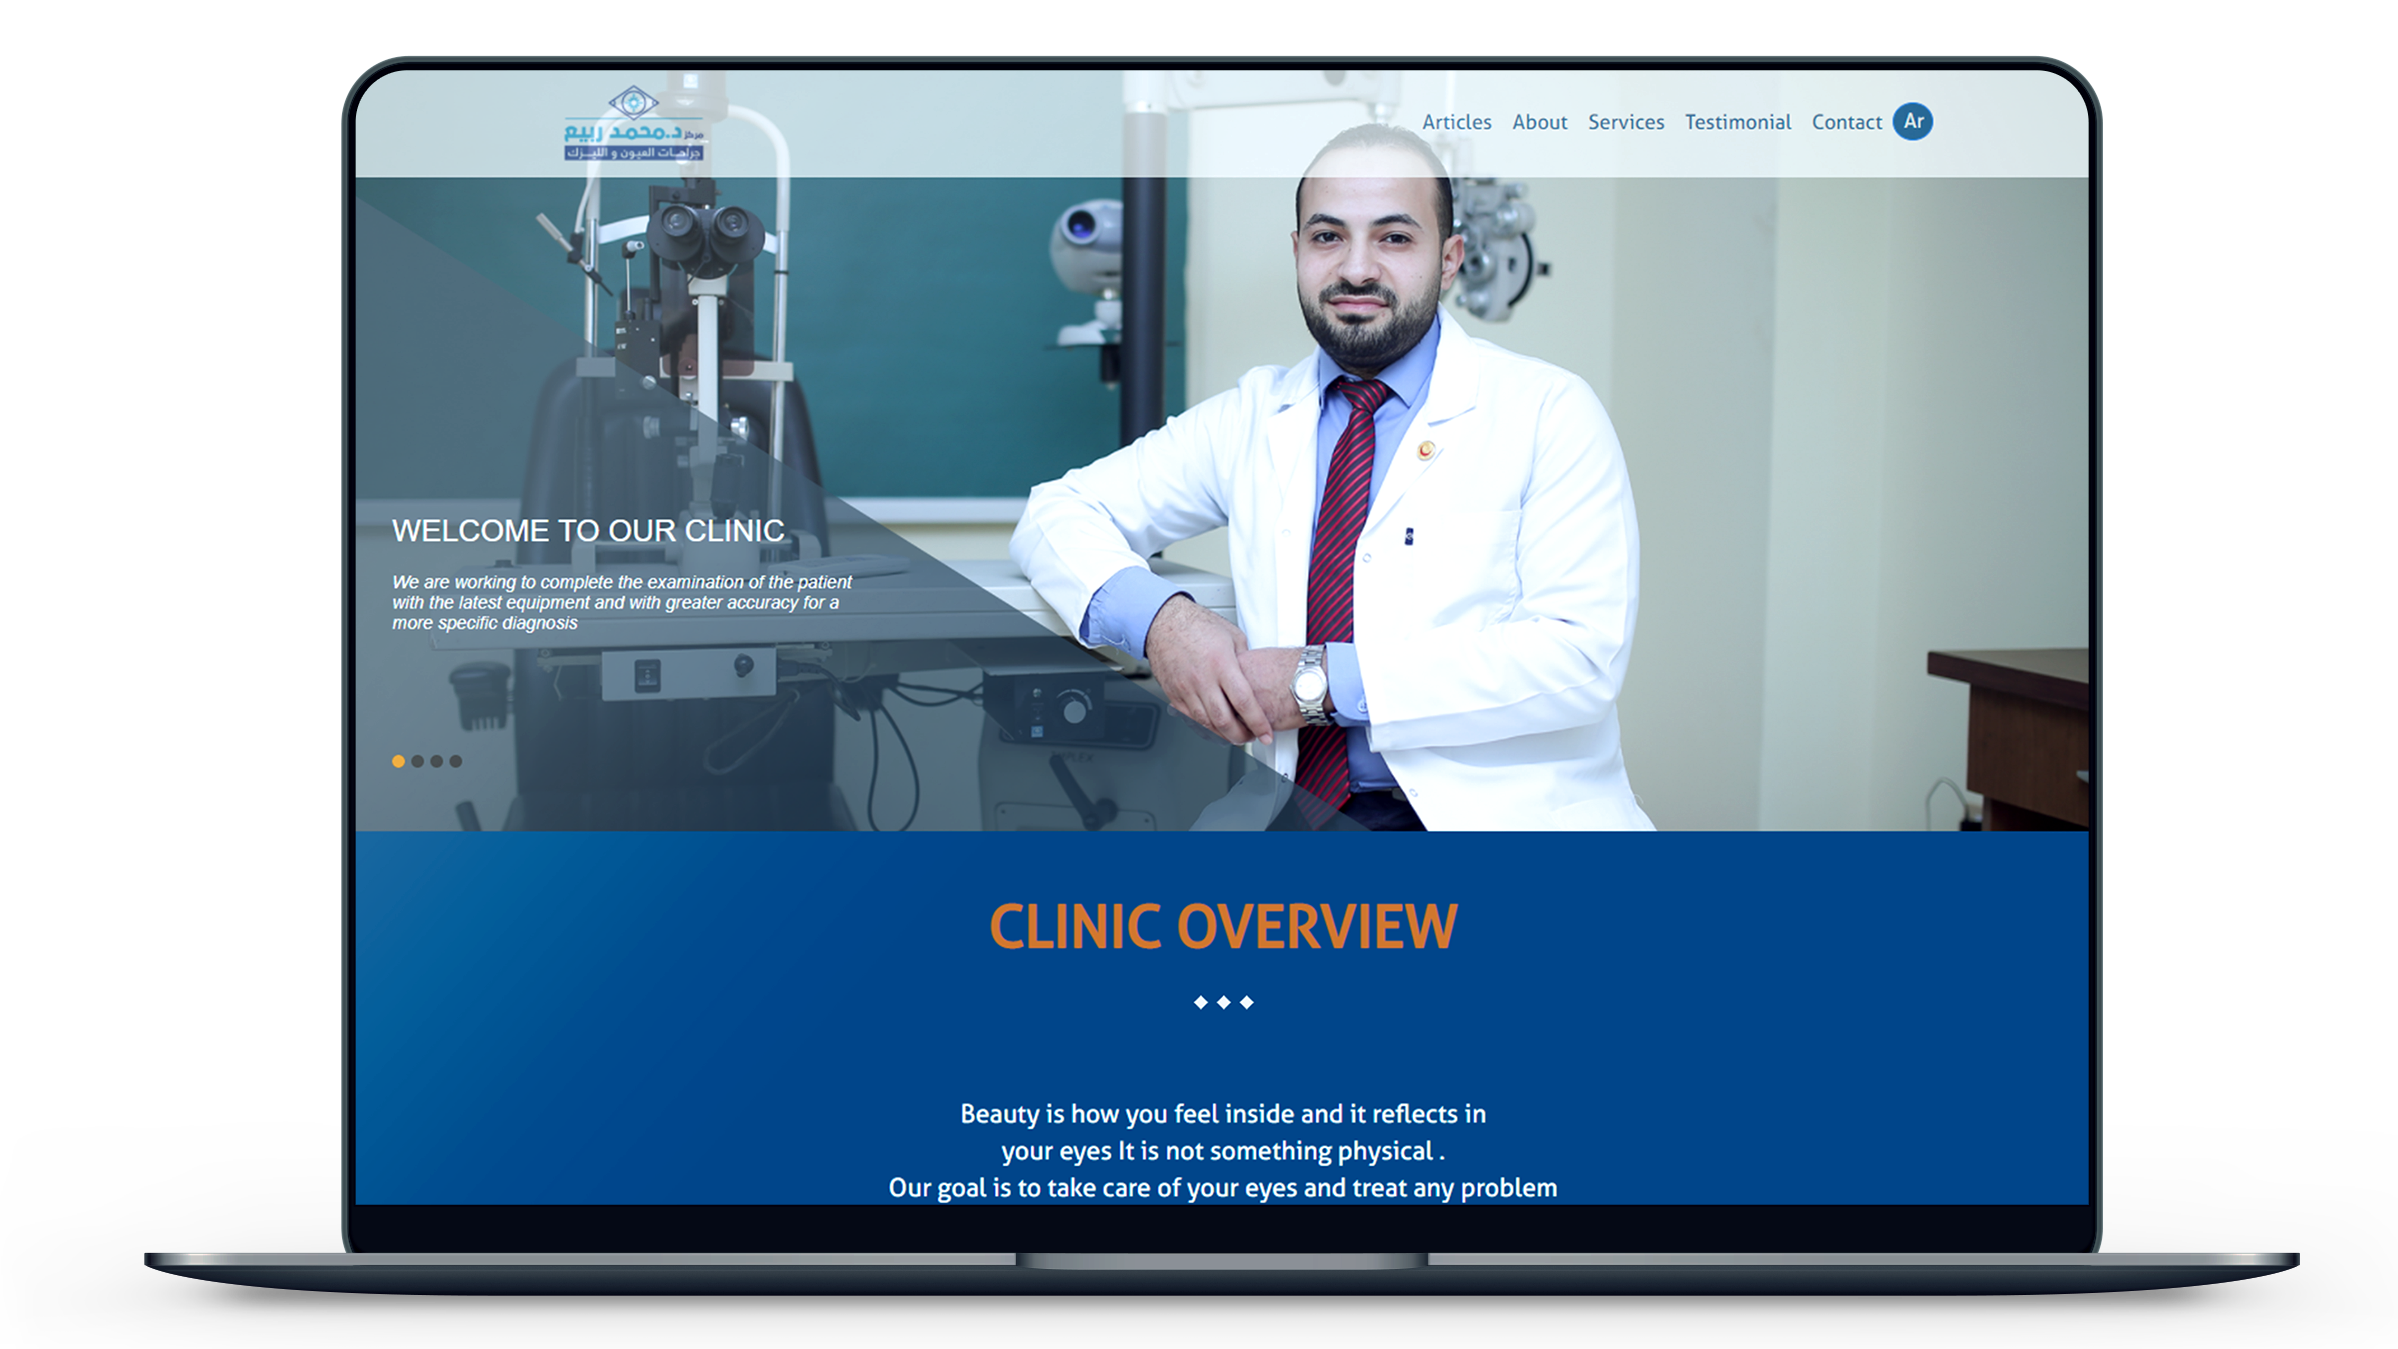 مركز د.محمد ربيع
جراحات العيون و الليزك
Articles About Services Testimonial Contact Ar
WELCOME TO OUR CLINIC
We are working to complete the examination of the patient
with the latest equipment and with greater accuracy for a
more specific diagnosis
CLINIC OVERVIEW
Beauty is how you feel inside and it reflects in
your eyes It is not something physical .
Our goal is to take care of your eyes and treat any problem